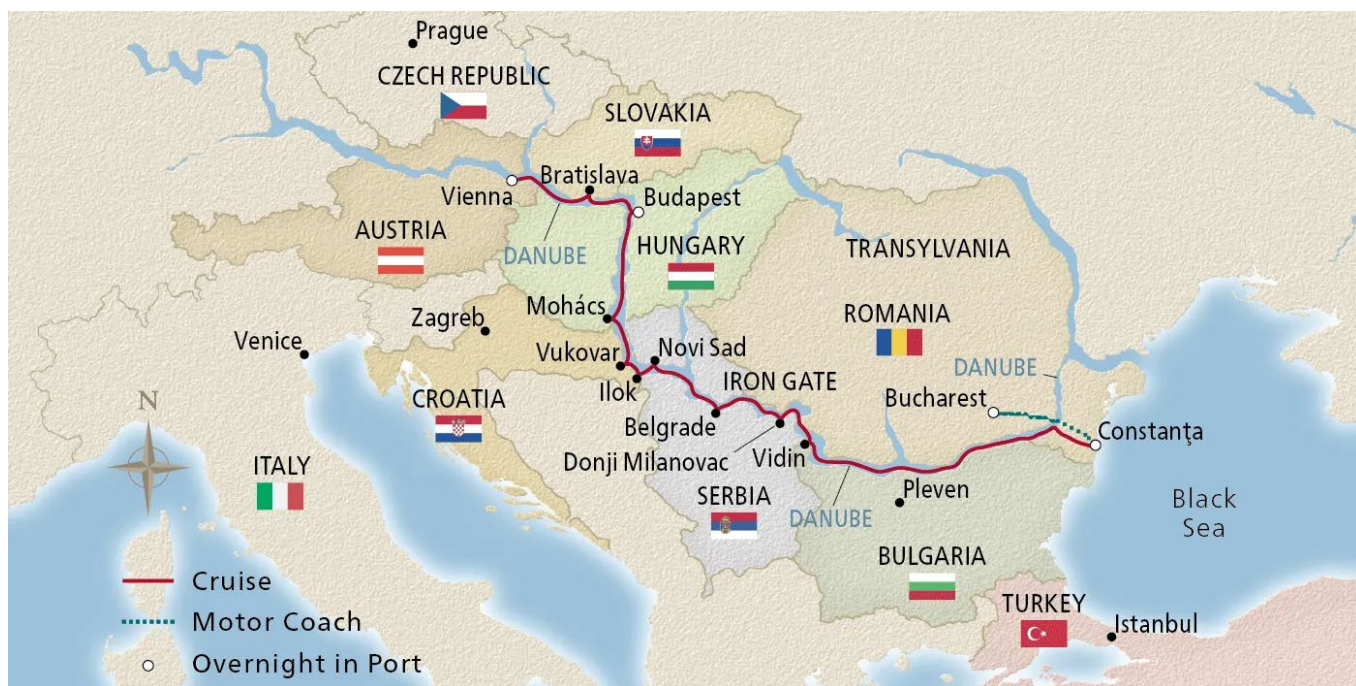 Prague
CZECH REPUBLIC
SLOVAKIA
Bratislava
Vienna
Budapest
AUSTRIA
DANUBE
HUNGARY
TRANSYLVANIA
Mohács
ROMANIA
Zagreb
Venice
Novi Sad
Vukovar
DANUBE
IRON GATE
Ilok
Bucharest
CROATIA
N
Belgrade
Constanţa
Donji Milanovac
Vidin
ITALY
SERBIA
Pleven
Black
Sea
DANUBE
BULGARIA
Cruise
TURKEY
Motor Coach
Istanbul
Overnight in Port